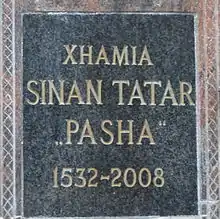 XHAMIA
SINAN TATAR
„PASHA“
1532-2008